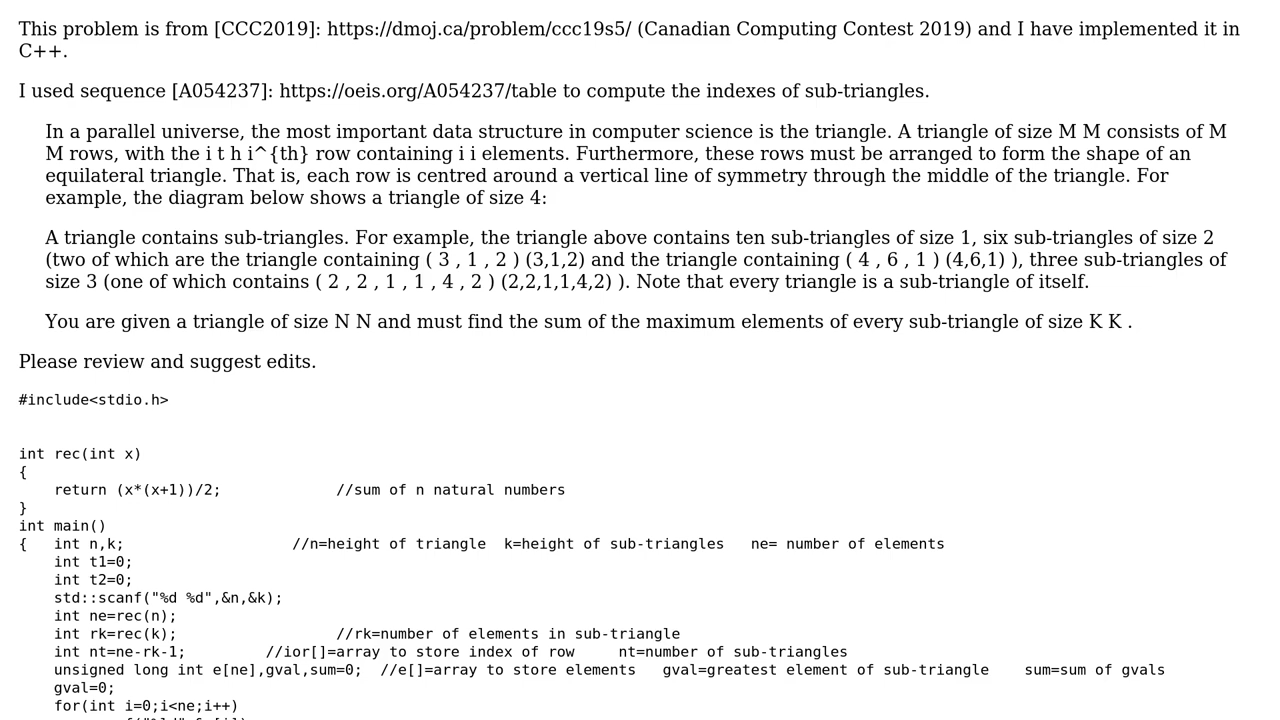 This problem is from [CCC2019]: https://dmoj.ca/problem/ccc19s5/ (Canadian Computing Contest 2019) and I have implemented it in
C++.
I used sequence [A054237]: https://oeis.org/A054237/table to compute the indexes of sub-triangles.
In a parallel universe, the most important data structure in computer science is the triangle. A triangle of size M M consists of M
M rows, with the i t h i^{th} row containing i i elements. Furthermore, these rows must be arranged to form the shape of an
equilateral triangle. That is, each row is centred around a vertical line of symmetry through the middle of the triangle. For
example, the diagram below shows a triangle of size 4:
A triangle contains sub-triangles. For example, the triangle above contains ten sub-triangles of size 1, six sub-triangles of size 2
(two of which are the triangle containing ( 3 , 1 , 2 ) (3,1,2) and the triangle containing ( 4 , 6 , 1 ) (4,6,1) ), three sub-triangles of
size 3 (one of which contains ( 2 , 2 , 1 , 1 , 4 , 2 ) (2,2,1,1,4,2) ). Note that every triangle is a sub-triangle of itself.
You are given a triangle of size N N and must find the sum of the maximum elements of every sub-triangle of size K K .
Please review and suggest edits.
#include<stdio.h>
int rec(int x)
{
    return (x*(x+1))/2;             //sum of n natural numbers
}
int main()
{   int n,k;                   //n=height of triangle  k=height of sub-triangles   ne= number of elements
    int t1=0;
    int t2=0;
    std::scanf("%d %d",&n,&k);
    int ne=rec(n);
    int rk=rec(k);                  //rk=number of elements in sub-triangle
    int nt=ne-rk-1;         //ior[]=array to store index of row     nt=number of sub-triangles
    unsigned long int e[ne],gval,sum=0;  //e[]=array to store elements   gval=greatest element of sub-triangle    sum=sum of gvals
    gval=0;
    for(int i=0;i<ne;i++)